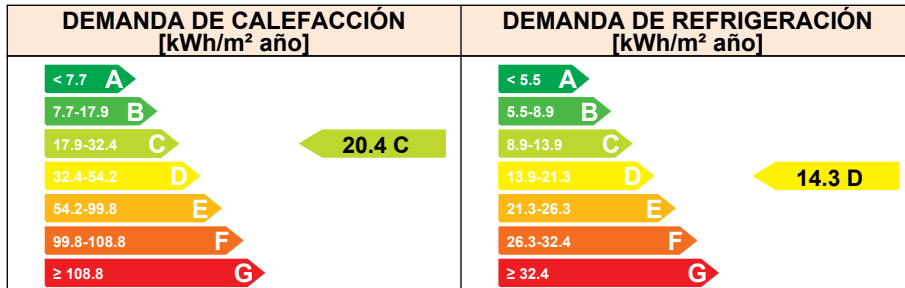 DEMANDA DE CALEFACCIÓN
[kWh/m² año]
< 7.7 A
7.7-17.9 B
17.9-32.4 C
20.4 C
32.4-54.2 D
54.2-99.8 E
99.8-108.8 F
≥ 108.8 G
DEMANDA DE REFRIGERACIÓN
[kWh/m² año]
< 5.5 A
5.5-8.9 B
8.9-13.9 C
13.9-21.3 D
14.3 D
21.3-26.3 E
26.3-32.4 F
≥ 32.4 G